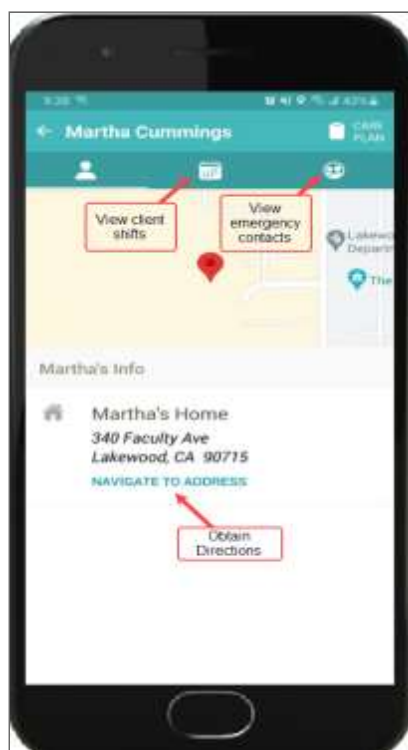 Martha Cummings
CARE
PLAN
View client
shifts
View
emergency
contacts
The
Martha's Info
Martha's Home
340 Faculty Ave
Lakewood, CA 90715
NAVIGATE TO ADDRESS
Obtain
Directions